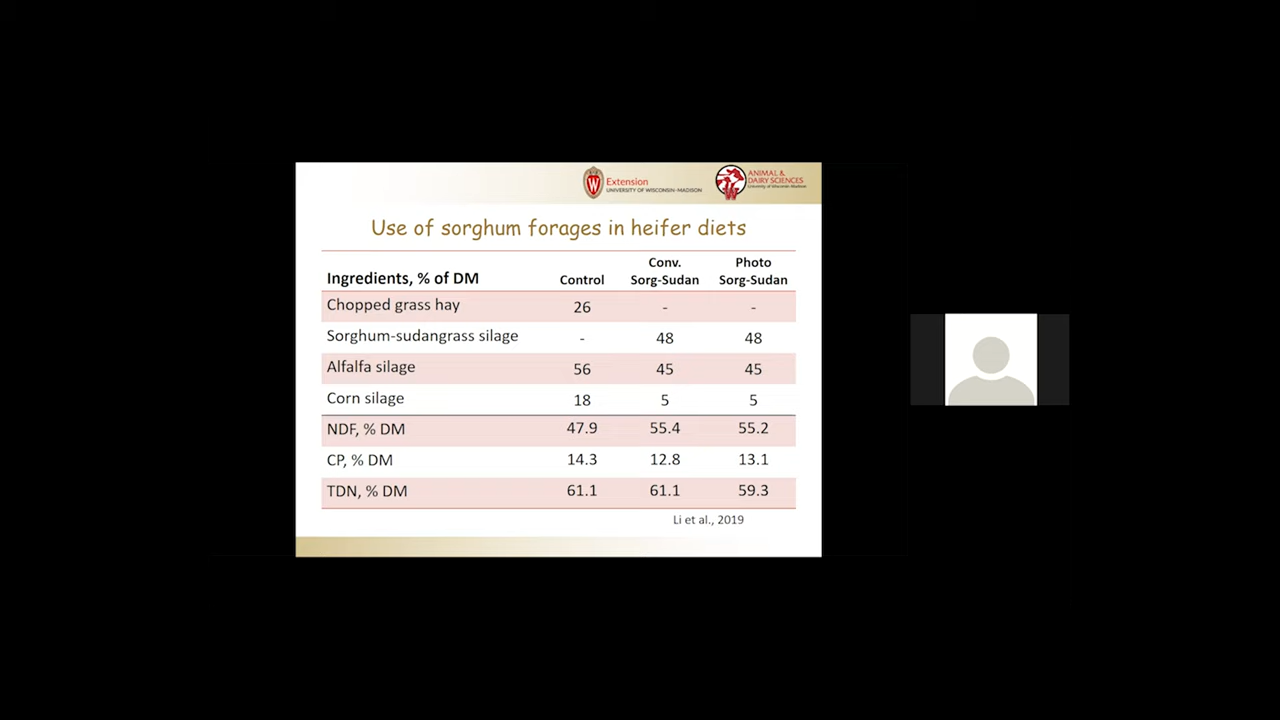 Extension
UNIVERSITY OF WISCONSIN-MADISON
ANIMAL &
DAIRY SCIENCES
University of Wisconsin-Madison
Use of sorghum forages in heifer diets
Ingredients, % of DM Control Conv. Sorg-Sudan Photo Sorg-Sudan
Chopped grass hay 26 - -
Sorghum-sudangrass silage - 48 48
Alfalfa silage 56 45 45
Corn silage 18 5 5
NDF, % DM 47.9 55.4 55.2
CP, % DM 14.3 12.8 13.1
TDN, % DM 61.1 61.1 59.3
Li et al., 2019